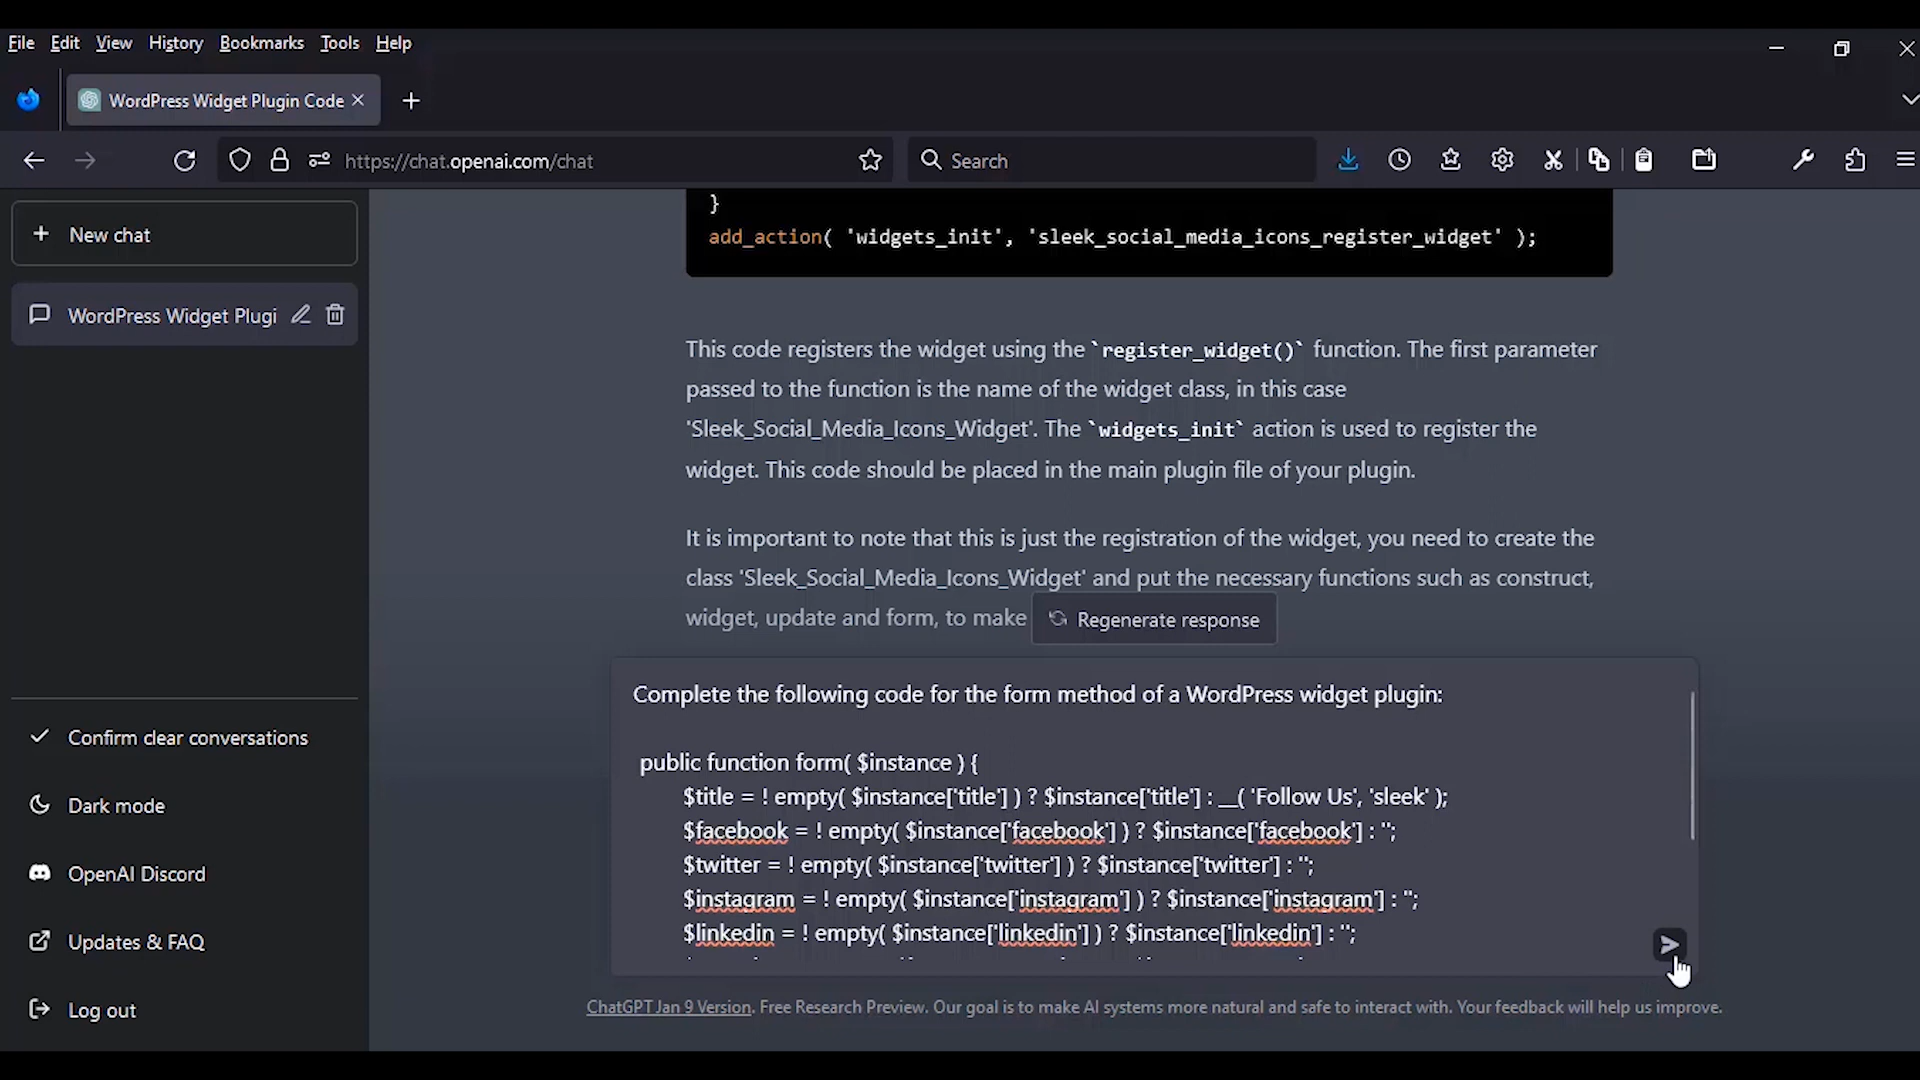 File Edit View History Bookmarks Tools Help
WordPress Widget Plugin Code
https://chat.openai.com/chat
Search
New chat
WordPress Widget Plugi
}
add_action( 'widgets_init', 'sleek_social_media_icons_register_widget' );
This code registers the widget using the `register_widget()` function. The first parameter
passed to the function is the name of the widget class, in this case
'Sleek_Social_Media_Icons_Widget'. The `widgets_init` action is used to register the
widget. This code should be placed in the main plugin file of your plugin.
It is important to note that this is just the registration of the widget, you need to create the
class 'Sleek_Social_Media_Icons_Widget' and put the necessary functions such as construct,
widget, update and form, to make
Regenerate response
Complete the following code for the form method of a WordPress widget plugin:
public function form( $instance ) {
$title = ! empty( $instance['title'] ) ? $instance['title'] : __( 'Follow Us', 'sleek' );
$facebook = ! empty( $instance['facebook'] ) ? $instance['facebook'] : '';
$twitter = ! empty( $instance['twitter'] ) ? $instance['twitter'] : '';
$instagram = ! empty( $instance['instagram'] ) ? $instance['instagram'] : '';
$linkedin = ! empty( $instance['linkedin'] ) ? $instance['linkedin'] : '';
Confirm clear conversations
Dark mode
OpenAI Discord
Updates & FAQ
Log out
ChatGPT Jan 9 Version. Free Research Preview. Our goal is to make AI systems more natural and safe to interact with. Your feedback will help us improve.